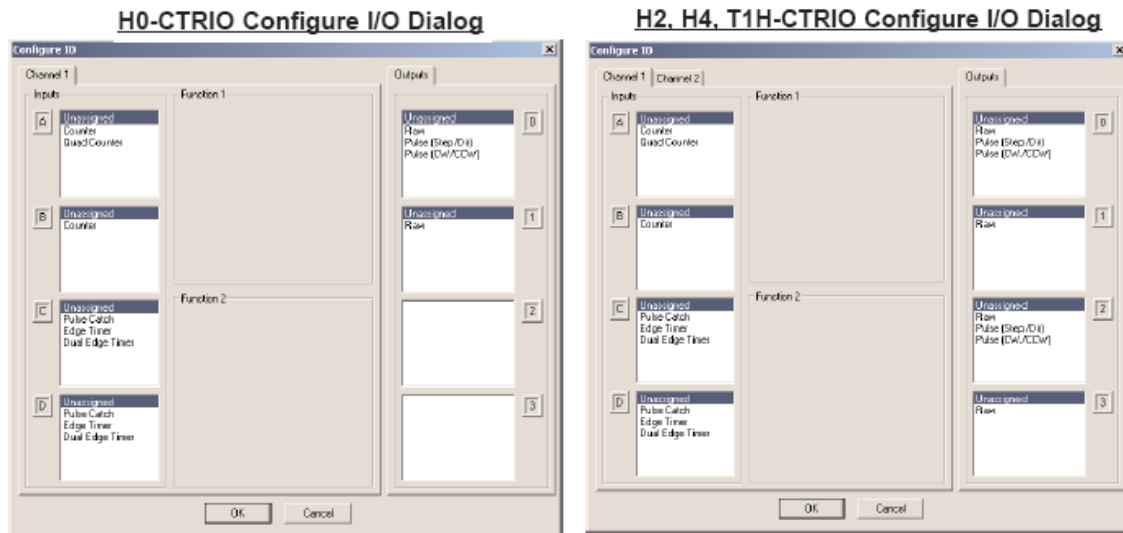 H0-CTRIO Configure I/O Dialog
Configure IO
Channel 1
Outputs
Inputs
Function 1
A
Unassigned
Counter
Quad Counter
Unassigned
Raw
Pulse (Step/Dir)
Pulse (CW/CCW)
0
B
Unassigned
Counter
Unassigned
Raw
1
C
Unassigned
Pulse Catch
Edge Timer
Dual Edge Timer
Function 2
2
D
Unassigned
Pulse Catch
Edge Timer
Dual Edge Timer
3
OK
Cancel
H2, H4, T1H-CTRIO Configure I/O Dialog
Configure IO
Channel 1
Channel 2
Outputs
Inputs
Function 1
A
Unassigned
Counter
Quad Counter
Unassigned
Raw
Pulse (Step/Dir)
Pulse (CW/CCW)
0
B
Unassigned
Counter
Unassigned
Raw
1
C
Unassigned
Pulse Catch
Edge Timer
Dual Edge Timer
Function 2
Unassigned
Raw
Pulse (Step/Dir)
Pulse (CW/CCW)
2
D
Unassigned
Pulse Catch
Edge Timer
Dual Edge Timer
Unassigned
Raw
3
OK
Cancel